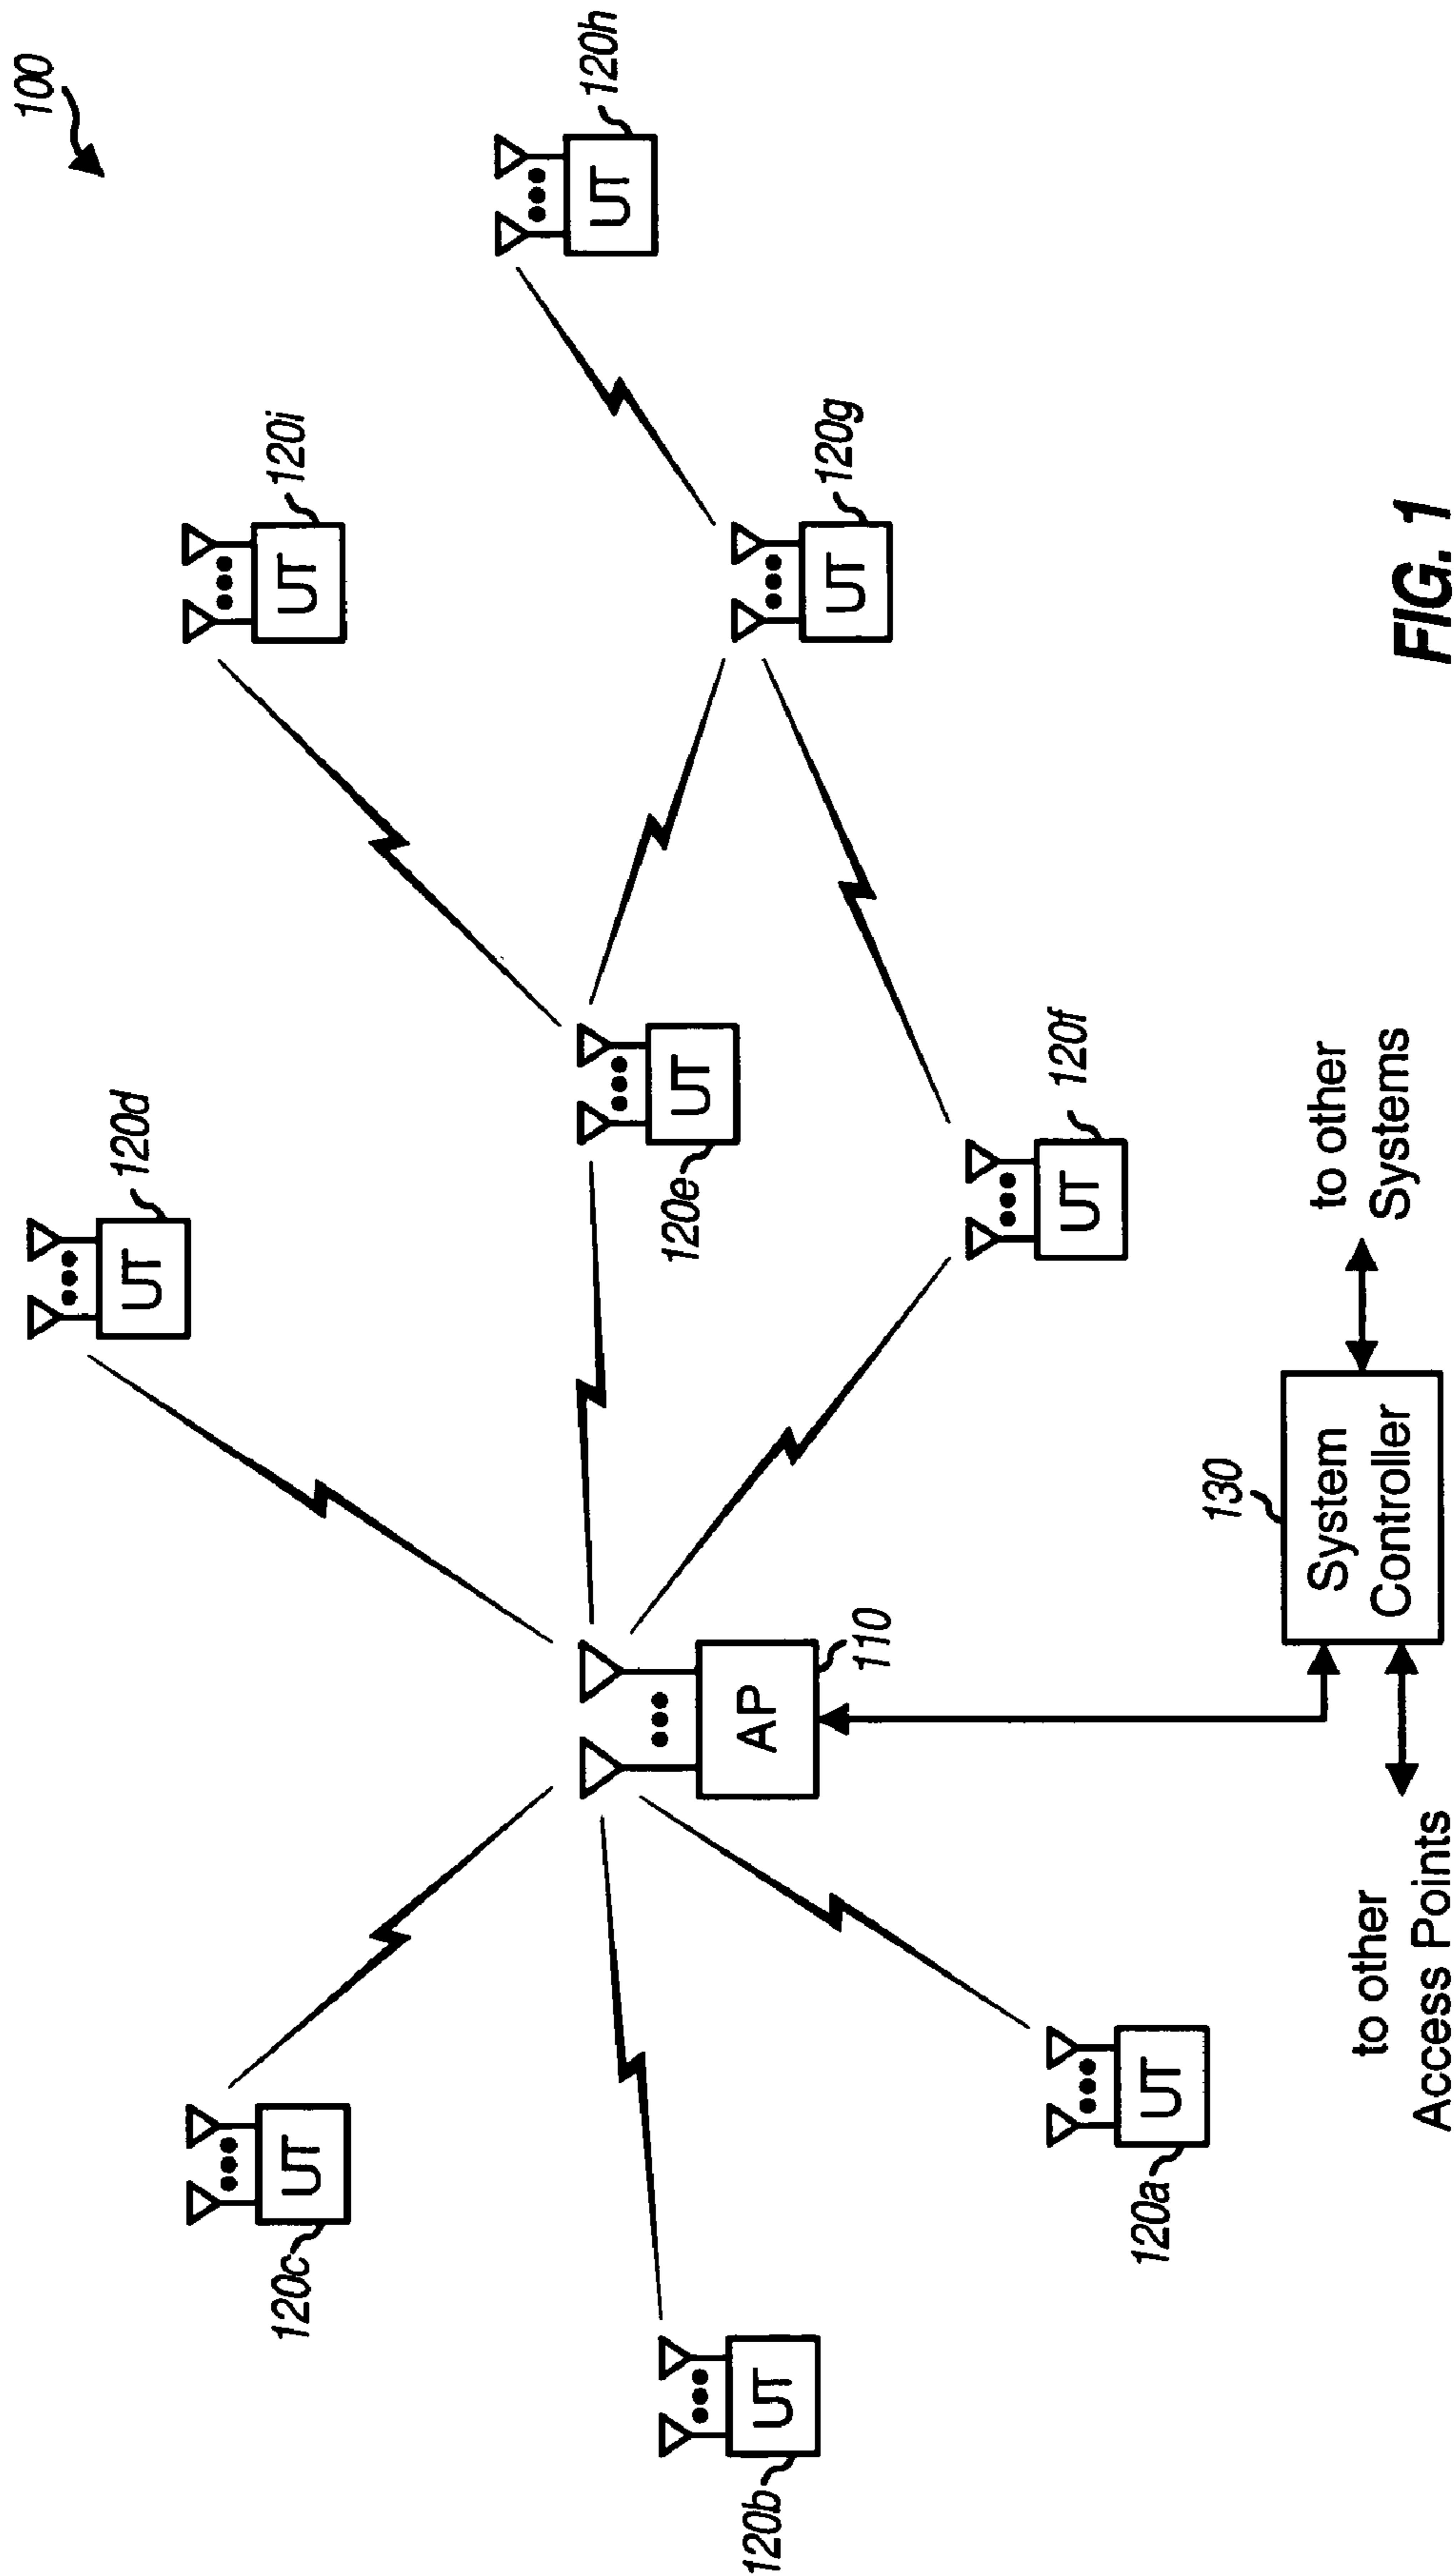 100
120d
UT
120i
UT
120c
UT
120h
UT
120e
UT
AP
110
120b
UT
120g
UT
120f
UT
120a
UT
130
System
Controller
to other
Systems
to other
Access Points
FIG. 1